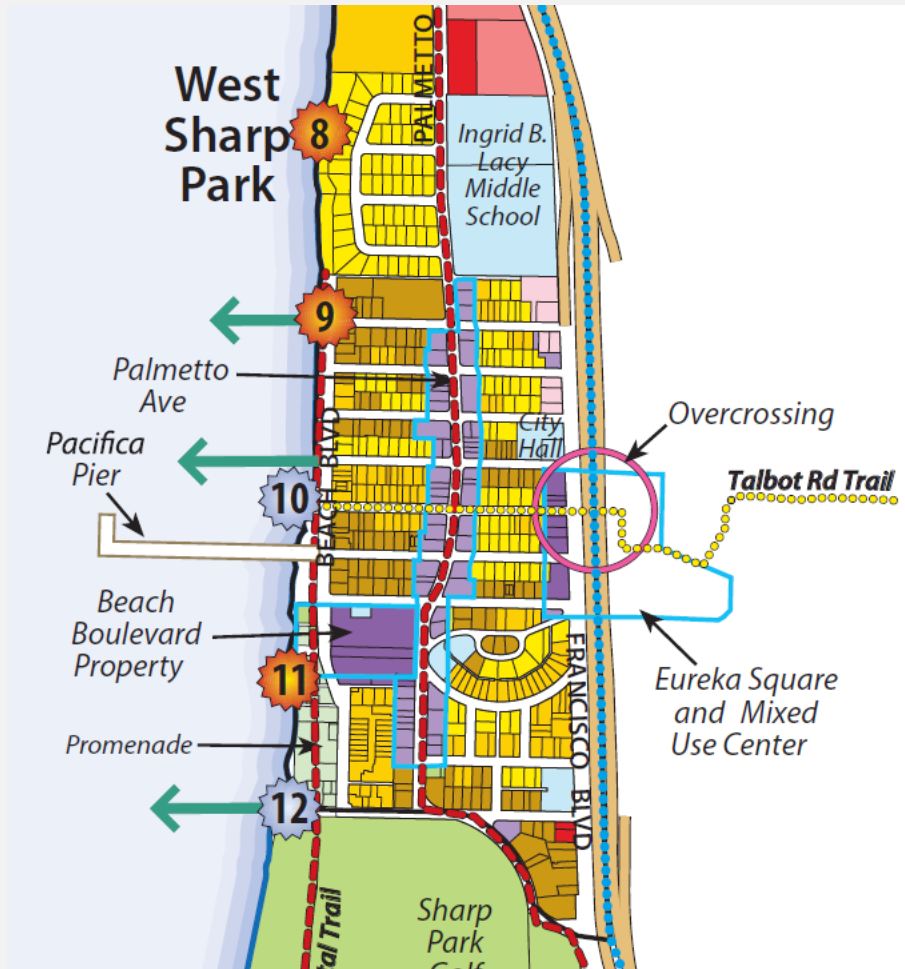 PALMETTO
West
Sharp
Park
8
Ingrid B.
Lacy
Middle
School
9
Palmetto
Ave
Overcrossing
City
Hall
Pacifica
Pier
BEACH BLVD
10
Talbot Rd Trail
Beach
Boulevard
Property
11
FRANCISCO BLVD
Eureka Square
and Mixed
Use Center
Promenade
12
tal Trail
Sharp
Park
Golf